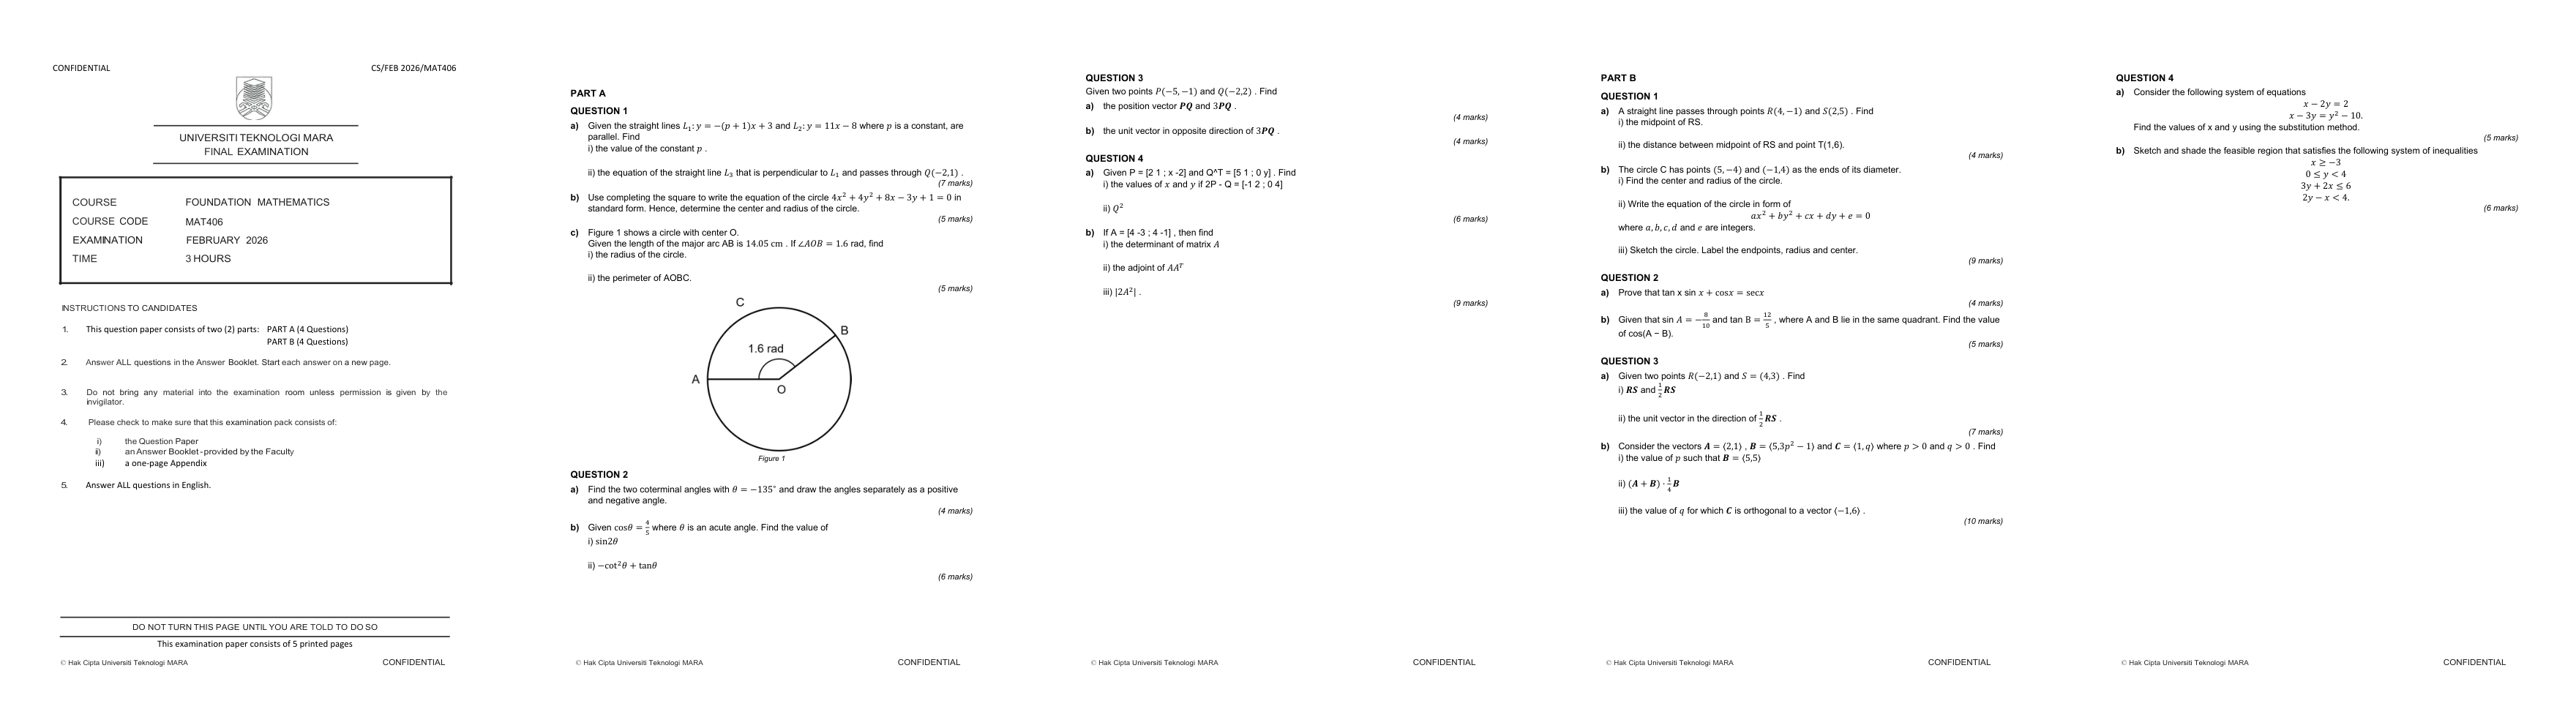 CONFIDENTIAL CS/FEB 2026/MAT406
UNIVERSITI TEKNOLOGI MARA
FINAL EXAMINATION
COURSE FOUNDATION MATHEMATICS
COURSE CODE MAT406
EXAMINATION FEBRUARY 2026
TIME 3 HOURS
INSTRUCTIONS TO CANDIDATES
1. This question paper consists of two (2) parts: PART A (4 Questions)
PART B (4 Questions)
2. Answer ALL questions in the Answer Booklet. Start each answer on a new page.
3. Do not bring any material into the examination room unless permission is given by the
invigilator.
4. Please check to make sure that this examination pack consists of:
i) the Question Paper
ii) an Answer Booklet - provided by the Faculty
iii) a one-page Appendix
5. Answer ALL questions in English.
DO NOT TURN THIS PAGE UNTIL YOU ARE TOLD TO DO SO
This examination paper consists of 5 printed pages
© Hak Cipta Universiti Teknologi MARA CONFIDENTIAL
PART A
QUESTION 1
a) Given the straight lines L₁: y = −(p + 1)x + 3 and L₂: y = 11x − 8 where p is a constant, are
parallel. Find
i) the value of the constant p .
ii) the equation of the straight line L₃ that is perpendicular to L₁ and passes through Q(−2,1) .
(7 marks)
b) Use completing the square to write the equation of the circle 4x² + 4y² + 8x − 3y + 1 = 0 in
standard form. Hence, determine the center and radius of the circle.
(5 marks)
c) Figure 1 shows a circle with center O.
Given the length of the major arc AB is 14.05 cm . If ∠AOB = 1.6 rad, find
i) the radius of the circle.
ii) the perimeter of AOBC.
(5 marks)
C
B
1.6 rad
A
O
Figure 1
QUESTION 2
a) Find the two coterminal angles with θ = −135° and draw the angles separately as a positive
and negative angle.
(4 marks)
b) Given cosθ = 4/5 where θ is an acute angle. Find the value of
i) sin2θ
ii) −cot²θ + tanθ
(6 marks)
© Hak Cipta Universiti Teknologi MARA CONFIDENTIAL
QUESTION 3
Given two points P(−5, −1) and Q(−2,2) . Find
a) the position vector PQ and 3PQ .
(4 marks)
b) the unit vector in opposite direction of 3PQ .
(4 marks)
QUESTION 4
a) Given P = [2 1 ; x -2] and Q^T = [5 1 ; 0 y] . Find
i) the values of x and y if 2P - Q = [-1 2 ; 0 4]
ii) Q²
(6 marks)
b) If A = [4 -3 ; 4 -1] , then find
i) the determinant of matrix A
ii) the adjoint of AAᵀ
iii) |2A²| .
(9 marks)
© Hak Cipta Universiti Teknologi MARA CONFIDENTIAL
PART B
QUESTION 1
a) A straight line passes through points R(4, −1) and S(2,5) . Find
i) the midpoint of RS.
ii) the distance between midpoint of RS and point T(1,6).
(4 marks)
b) The circle C has points (5, −4) and (−1,4) as the ends of its diameter.
i) Find the center and radius of the circle.
ii) Write the equation of the circle in form of
ax² + by² + cx + dy + e = 0
where a, b, c, d and e are integers.
iii) Sketch the circle. Label the endpoints, radius and center.
(9 marks)
QUESTION 2
a) Prove that tan x sin x + cosx = secx
(4 marks)
b) Given that sin A = −8/10 and tan B = 12/5 , where A and B lie in the same quadrant. Find the value
of cos(A − B).
(5 marks)
QUESTION 3
a) Given two points R(−2,1) and S = (4,3) . Find
i) RS and 1/2 RS
ii) the unit vector in the direction of 1/2 RS .
(7 marks)
b) Consider the vectors A = ⟨2,1⟩ , B = ⟨5,3p² − 1⟩ and C = ⟨1, q⟩ where p > 0 and q > 0 . Find
i) the value of p such that B = ⟨5,5⟩
ii) (A + B) · 1/4 B
iii) the value of q for which C is orthogonal to a vector ⟨−1,6⟩ .
(10 marks)
© Hak Cipta Universiti Teknologi MARA CONFIDENTIAL
QUESTION 4
a) Consider the following system of equations
x − 2y = 2
x − 3y = y² − 10.
Find the values of x and y using the substitution method.
(5 marks)
b) Sketch and shade the feasible region that satisfies the following system of inequalities
x ≥ −3
0 ≤ y < 4
3y + 2x ≤ 6
2y − x < 4.
(6 marks)
© Hak Cipta Universiti Teknologi MARA CONFIDENTIAL